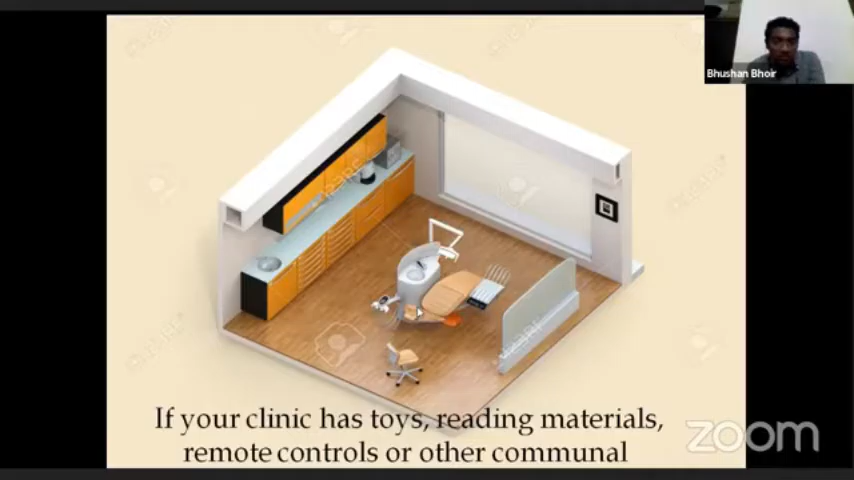 Bhushan Bhoir
If your clinic has toys, reading materials,
remote controls or other communal
zoom